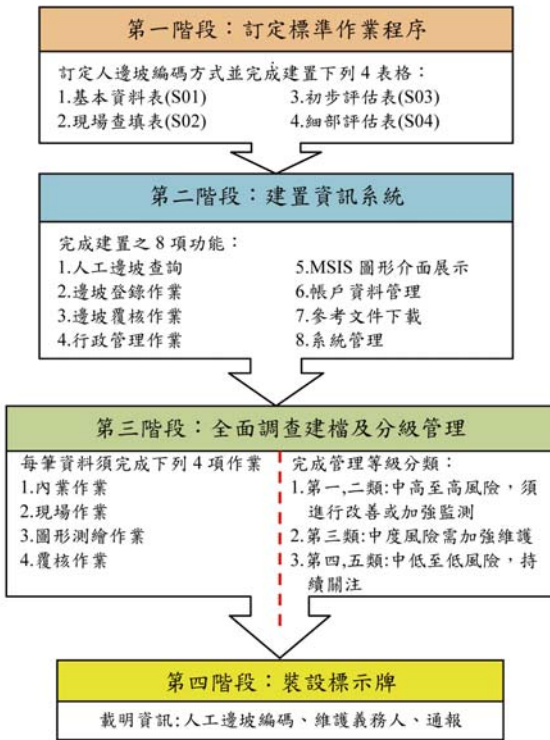 第一階段：訂定標準作業程序
訂定人邊坡編碼方式並完成建置下列4表格：
1.基本資料表(S01)
2.現場查填表(S02)
3.初步評估表(S03)
4.細部評估表(S04)
第二階段：建置資訊系統
完成建置之8項功能：
1.人工邊坡查詢
2.邊坡登錄作業
3.邊坡覆核作業
4.行政管理作業
5.MSIS圖形介面展示
6.帳戶資料管理
7.參考文件下載
8.系統管理
第三階段：全面調查建檔及分級管理
每筆資料須完成下列4項作業
1.內業作業
2.現場作業
3.圖形測繪作業
4.覆核作業
完成管理等級分類：
1.第一,二類:中高至高風險，須
進行改善或加強監測
2.第三類:中度風險需加強維護
3.第四,五類:中低至低風險，持
續關注
第四階段：裝設標示牌
載明資訊:人工邊坡編碼、維護義務人、通報